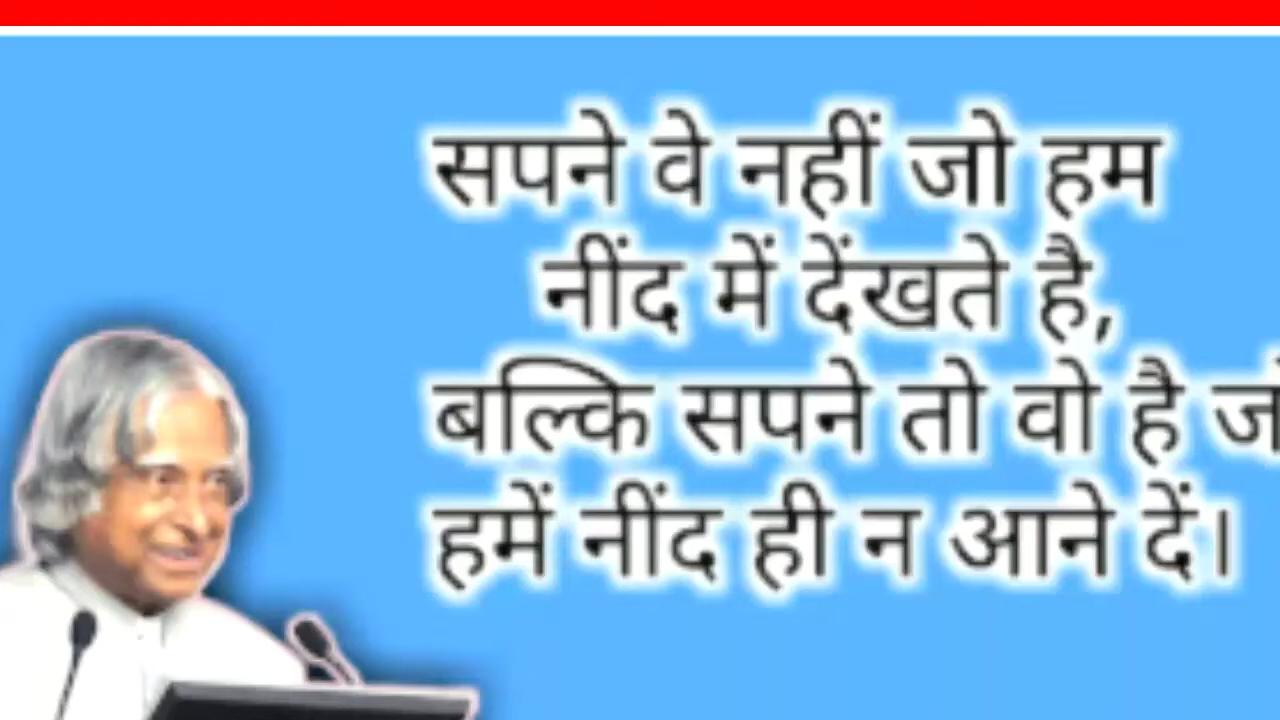 सपने वे नहीं जो हम
नींद में देंखते है,
बल्कि सपने तो वो है जो
हमें नींद ही न आने दें।